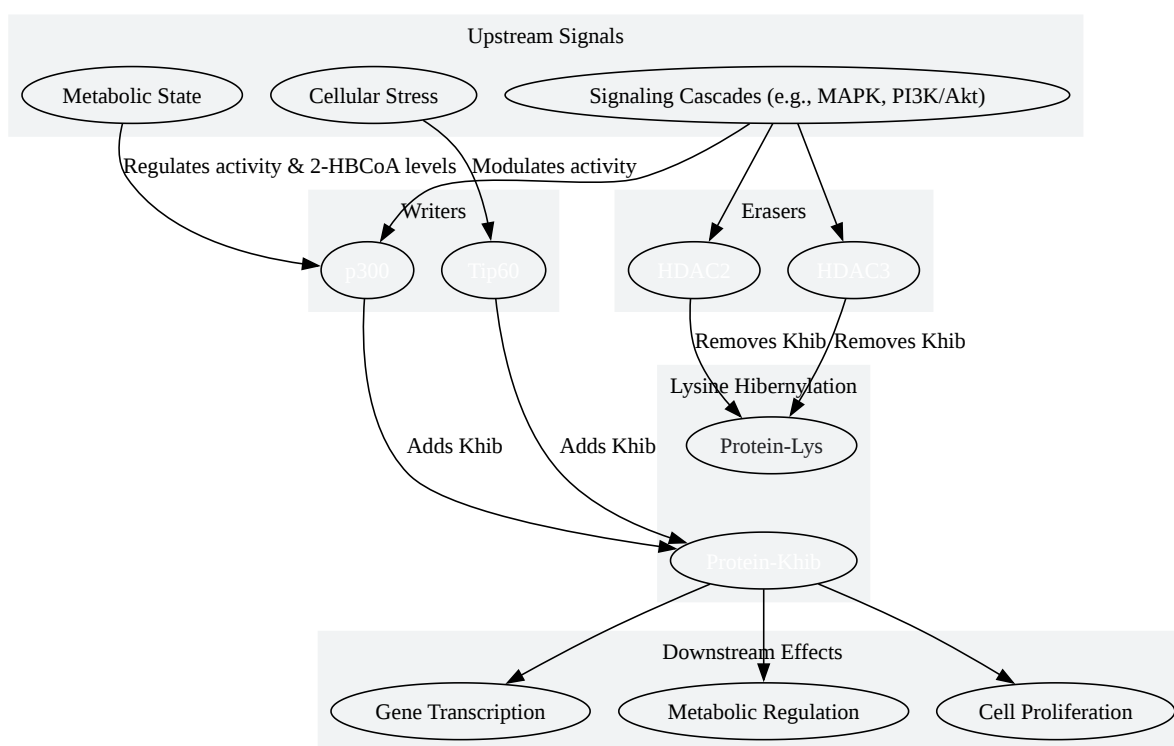 Upstream Signals
Metabolic State
Cellular Stress
Signaling Cascades (e.g., MAPK, PI3K/Akt)
Regulates activity & 2-HBCoA levels
Modulates activity
Writers
Erasers
p300
Tip60
HDAC2
HDAC3
Removes Khib
Removes Khib
Lysine Hibernylation
Adds Khib
Adds Khib
Protein-Lys
Protein-Khib
Downstream Effects
Gene Transcription
Metabolic Regulation
Cell Proliferation